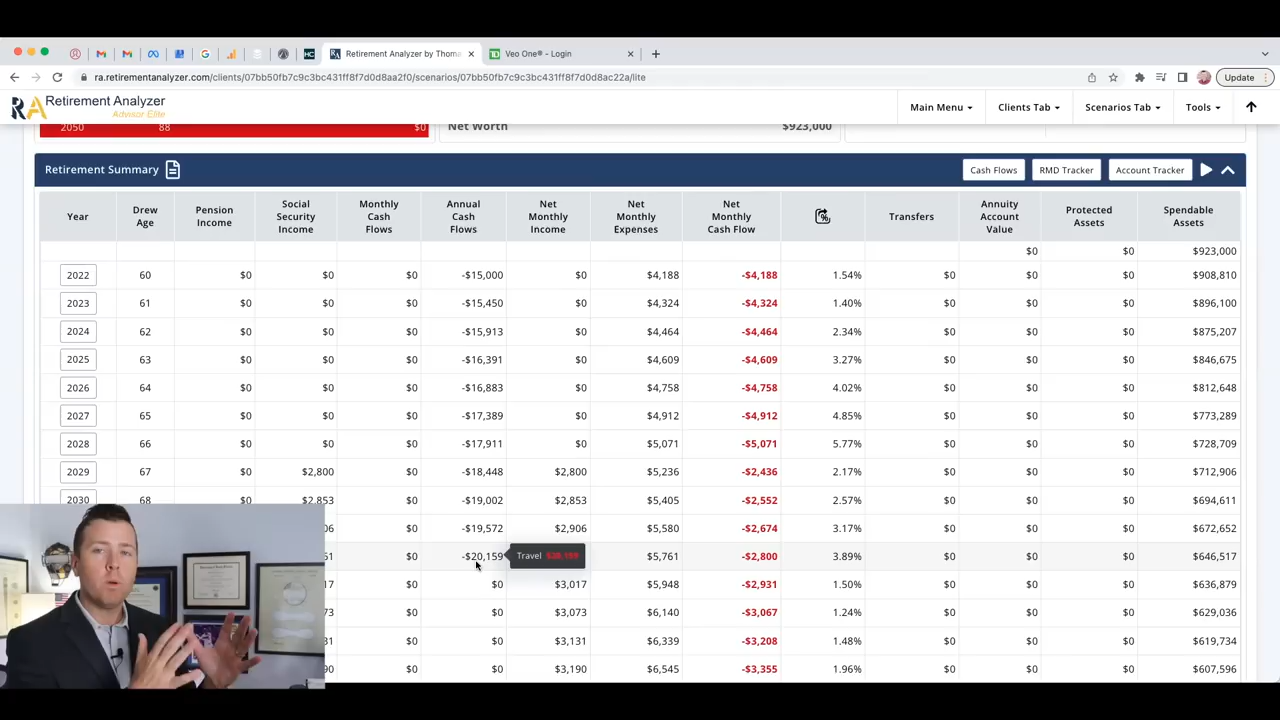 Retirement Analyzer by Thoma
Veo One® - Login
ra.retirementanalyzer.com/clients/07bb50fb7c9c3bc431ff8f7d0d8aa2f0/scenarios/07bb50fb7c9c3bc431ff8f7d0d8ac22a/lite
Update
RA Retirement Analyzer
Advisor Elite
Main Menu Clients Tab Scenarios Tab Tools
2050 88 $0 Net Worth $923,000
Retirement Summary Cash Flows RMD Tracker Account Tracker
Year Drew Age Pension Income Social Security Income Monthly Cash Flows Annual Cash Flows Net Monthly Income Net Monthly Expenses Net Monthly Cash Flow % Transfers Annuity Account Value Protected Assets Spendable Assets
$0 $0 $923,000
2022 60 $0 $0 $0 -$15,000 $0 $4,188 -$4,188 1.54% $0 $0 $0 $908,810
2023 61 $0 $0 $0 -$15,450 $0 $4,324 -$4,324 1.40% $0 $0 $0 $896,100
2024 62 $0 $0 $0 -$15,913 $0 $4,464 -$4,464 2.34% $0 $0 $0 $875,207
2025 63 $0 $0 $0 -$16,391 $0 $4,609 -$4,609 3.27% $0 $0 $0 $846,675
2026 64 $0 $0 $0 -$16,883 $0 $4,758 -$4,758 4.02% $0 $0 $0 $812,648
2027 65 $0 $0 $0 -$17,389 $0 $4,912 -$4,912 4.85% $0 $0 $0 $773,289
2028 66 $0 $0 $0 -$17,911 $0 $5,071 -$5,071 5.77% $0 $0 $0 $728,709
2029 67 $0 $2,800 $0 -$18,448 $2,800 $5,236 -$2,436 2.17% $0 $0 $0 $712,906
2030 68 $0 $2,853 $0 -$19,002 $2,853 $5,405 -$2,552 2.57% $0 $0 $0 $694,611
06 $0 -$19,572 $2,906 $5,580 -$2,674 3.17% $0 $0 $0 $672,652
61 $0 -$20,159 Travel $5,761 -$2,800 3.89% $0 $0 $0 $646,517
17 $0 $0 $3,017 $5,948 -$2,931 1.50% $0 $0 $0 $636,879
73 $0 $0 $3,073 $6,140 -$3,067 1.24% $0 $0 $0 $629,036
31 $0 $0 $3,131 $6,339 -$3,208 1.48% $0 $0 $0 $619,734
90 $0 $0 $3,190 $6,545 -$3,355 1.96% $0 $0 $0 $607,596